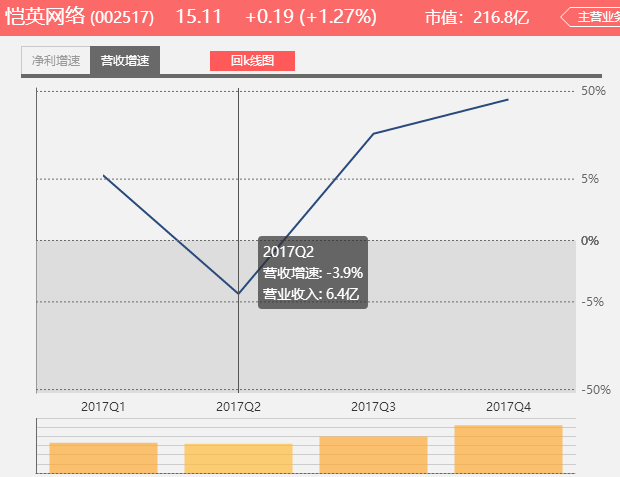 恺英网络 (002517) 15.11 +0.19 (+1.27%) 市值：216.8亿 主营业务
净利增速 营收增速 回k线图
50%
5%
0%
-5%
-50%
2017Q2
营收增速: -3.9%
营业收入: 6.4亿
2017Q1 2017Q2 2017Q3 2017Q4